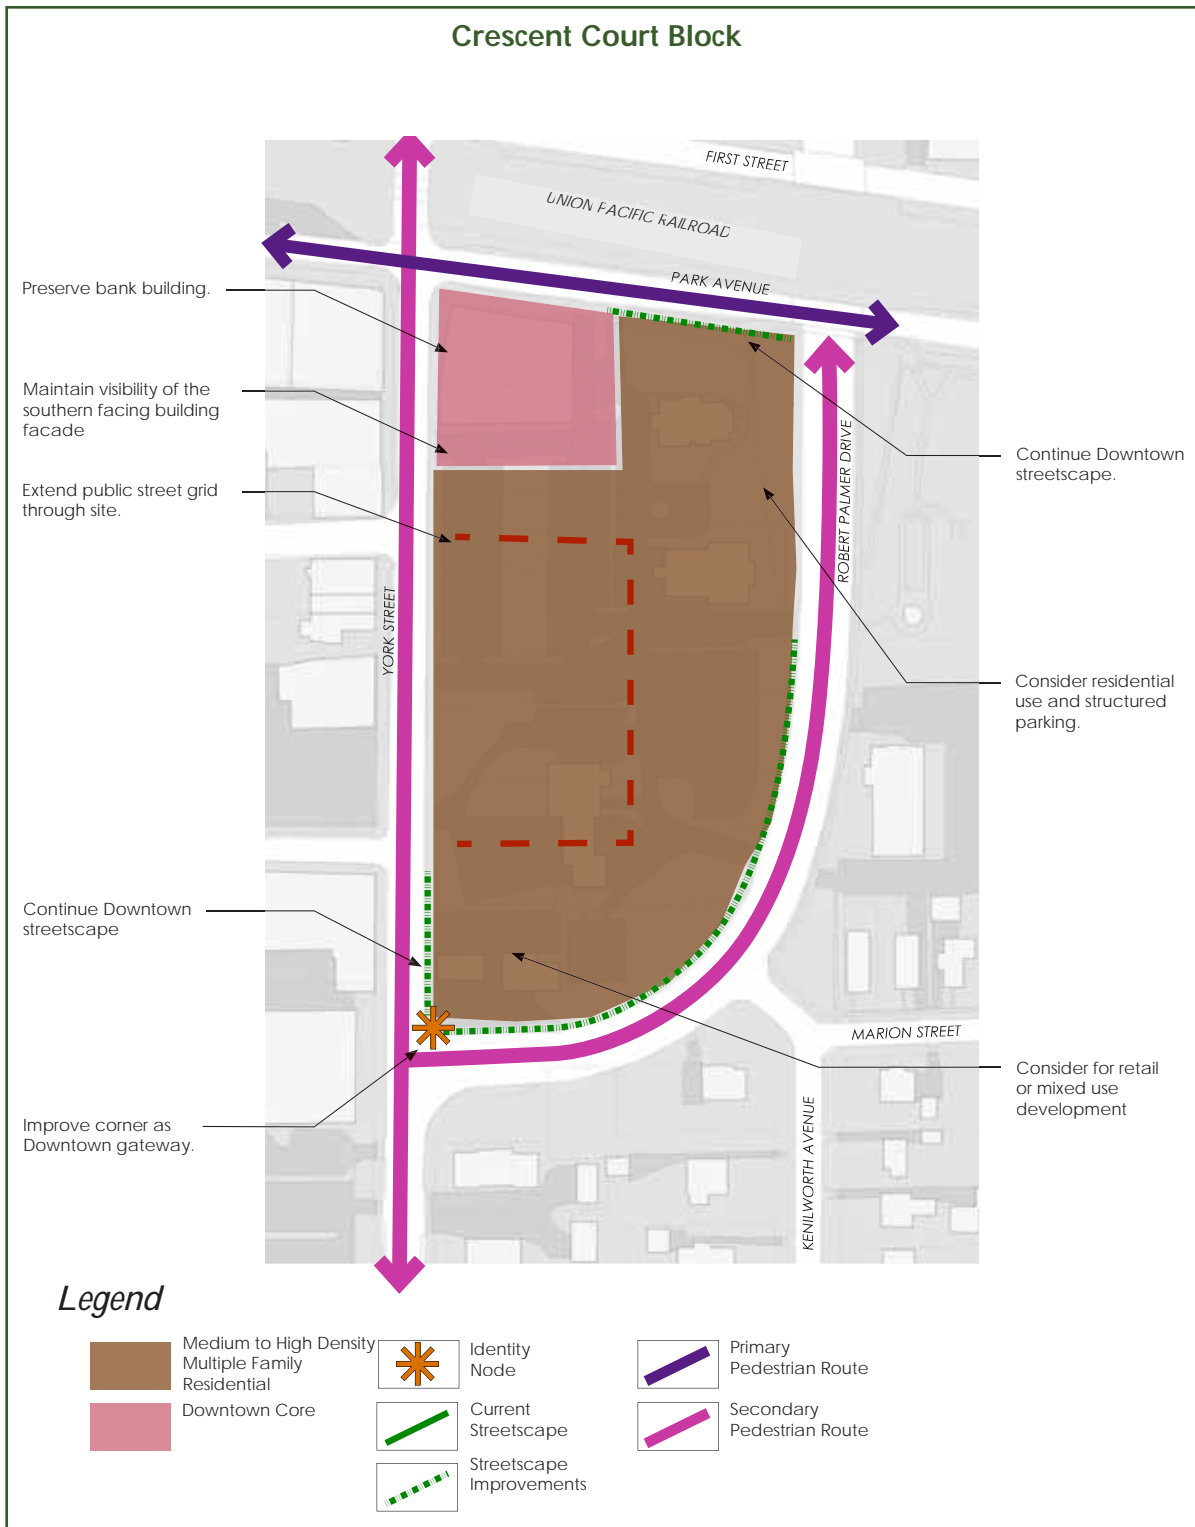 Crescent Court Block
FIRST STREET
UNION PACIFIC RAILROAD
PARK AVENUE
Preserve bank building.
Maintain visibility of the
southern facing building
facade
Extend public street grid
through site.
Continue Downtown
streetscape.
ROBERT PALMER DRIVE
YORK STREET
Consider residential
use and structured
parking.
Continue Downtown
streetscape
MARION STREET
Consider for retail
or mixed use
development
KENILWORTH AVENUE
Improve corner as
Downtown gateway.
Legend
Medium to High Density
Multiple Family
Residential
Downtown Core
Identity
Node
Current
Streetscape
Streetscape
Improvements
Primary
Pedestrian Route
Secondary
Pedestrian Route